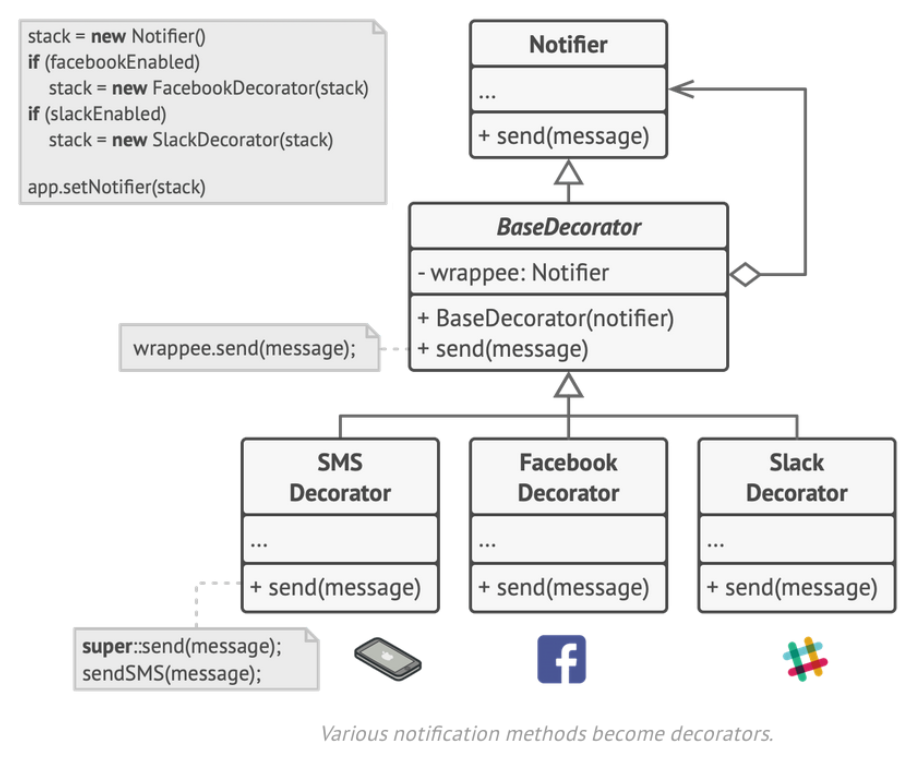 stack = new Notifier()
if (facebookEnabled)
stack = new FacebookDecorator(stack)
if (slackEnabled)
stack = new SlackDecorator(stack)
app.setNotifier(stack)
Notifier
...
+ send(message)
BaseDecorator
- wrappee: Notifier
+ BaseDecorator(notifier)
+ send(message)
wrappee.send(message);
SMS
Decorator
...
+ send(message)
Facebook
Decorator
...
+ send(message)
Slack
Decorator
...
+ send(message)
super::send(message);
sendSMS(message);
Various notification methods become decorators.